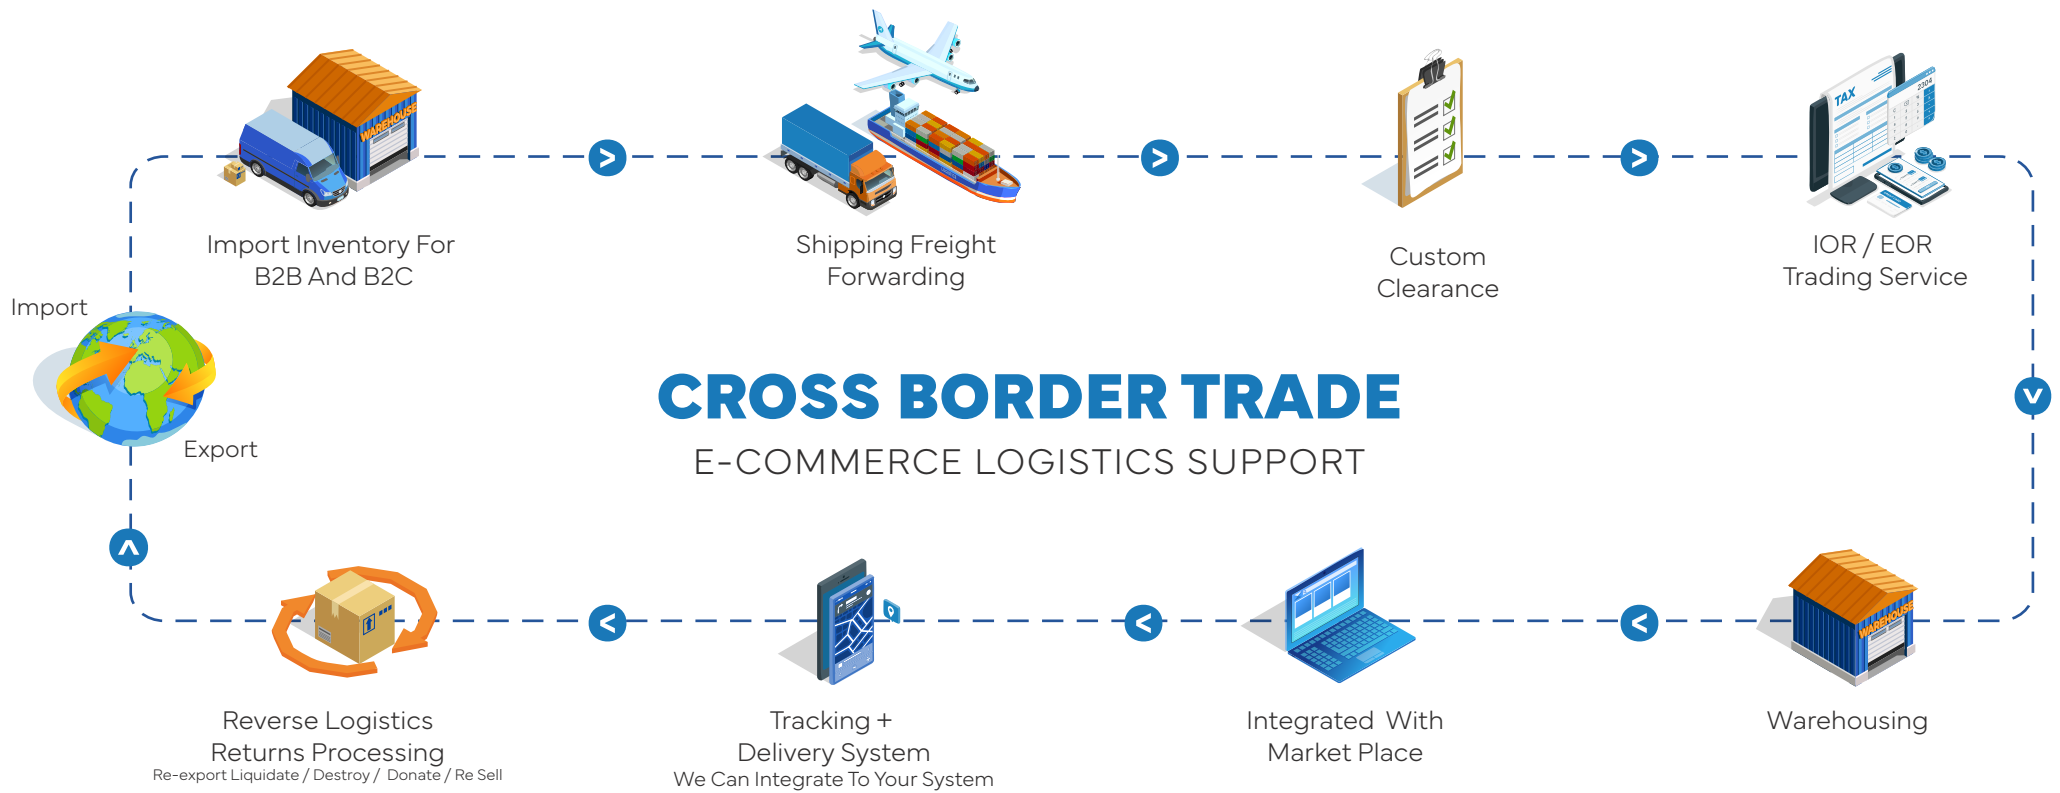 WAREHOUSE
TAX
2304
Import Inventory For
B2B And B2C
Shipping Freight
Forwarding
Custom
Clearance
IOR / EOR
Trading Service
Import
Export
CROSS BORDER TRADE
E-COMMERCE LOGISTICS SUPPORT
WAREHOUSE
Reverse Logistics
Returns Processing
Re-export Liquidate / Destroy / Donate / Re Sell
Tracking +
Delivery System
We Can Integrate To Your System
Integrated With
Market Place
Warehousing